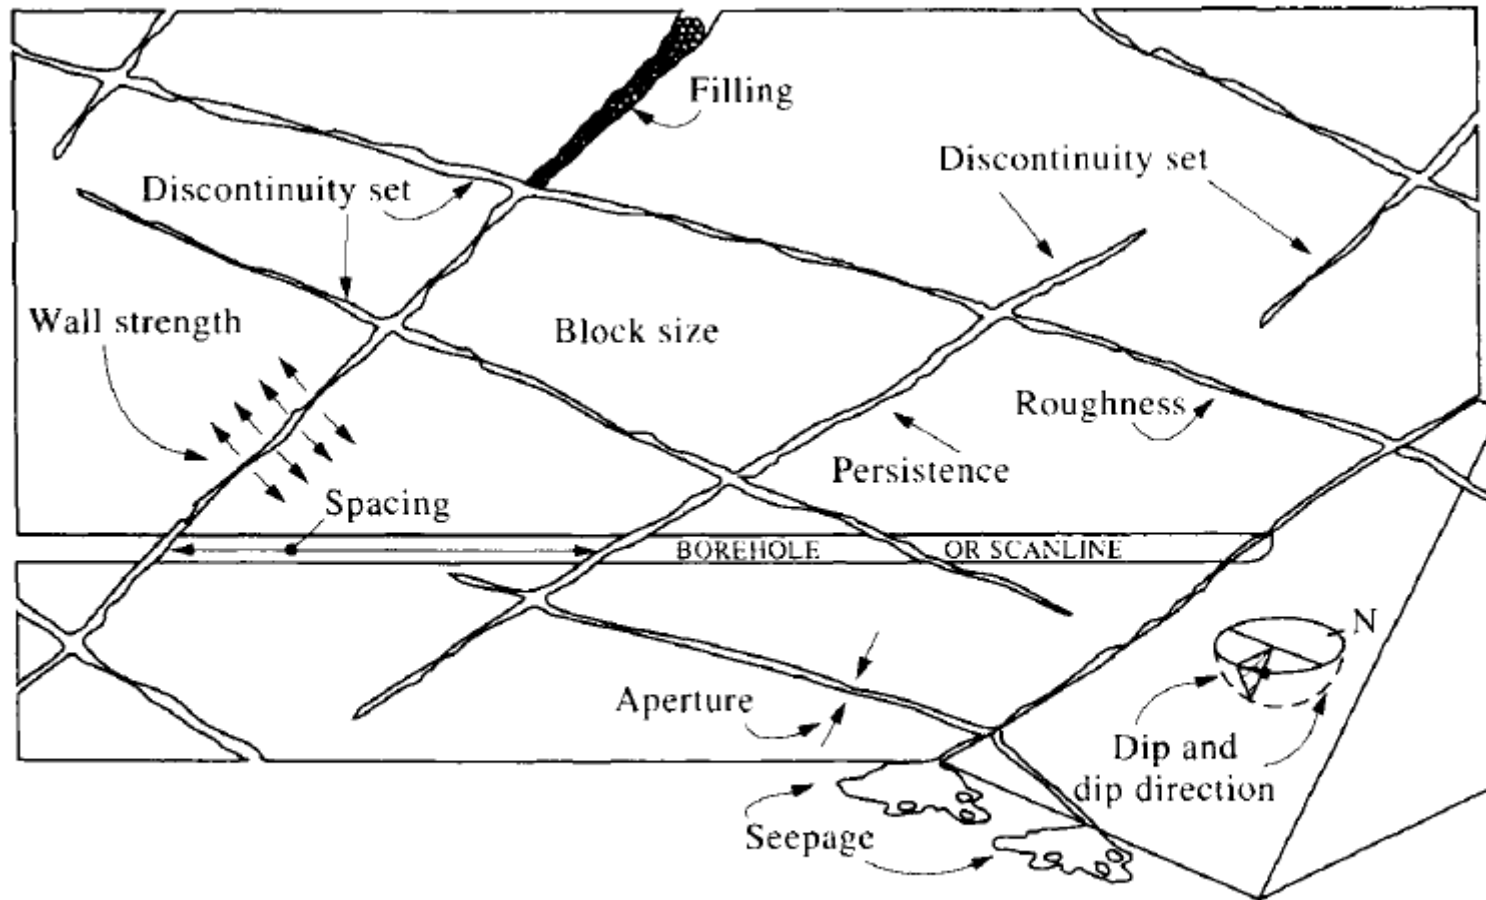 Filling
Discontinuity set
Discontinuity set
Wall strength
Block size
Roughness
Persistence
Spacing
BOREHOLE OR SCANLINE
N
Aperture
Dip and
dip direction
Seepage